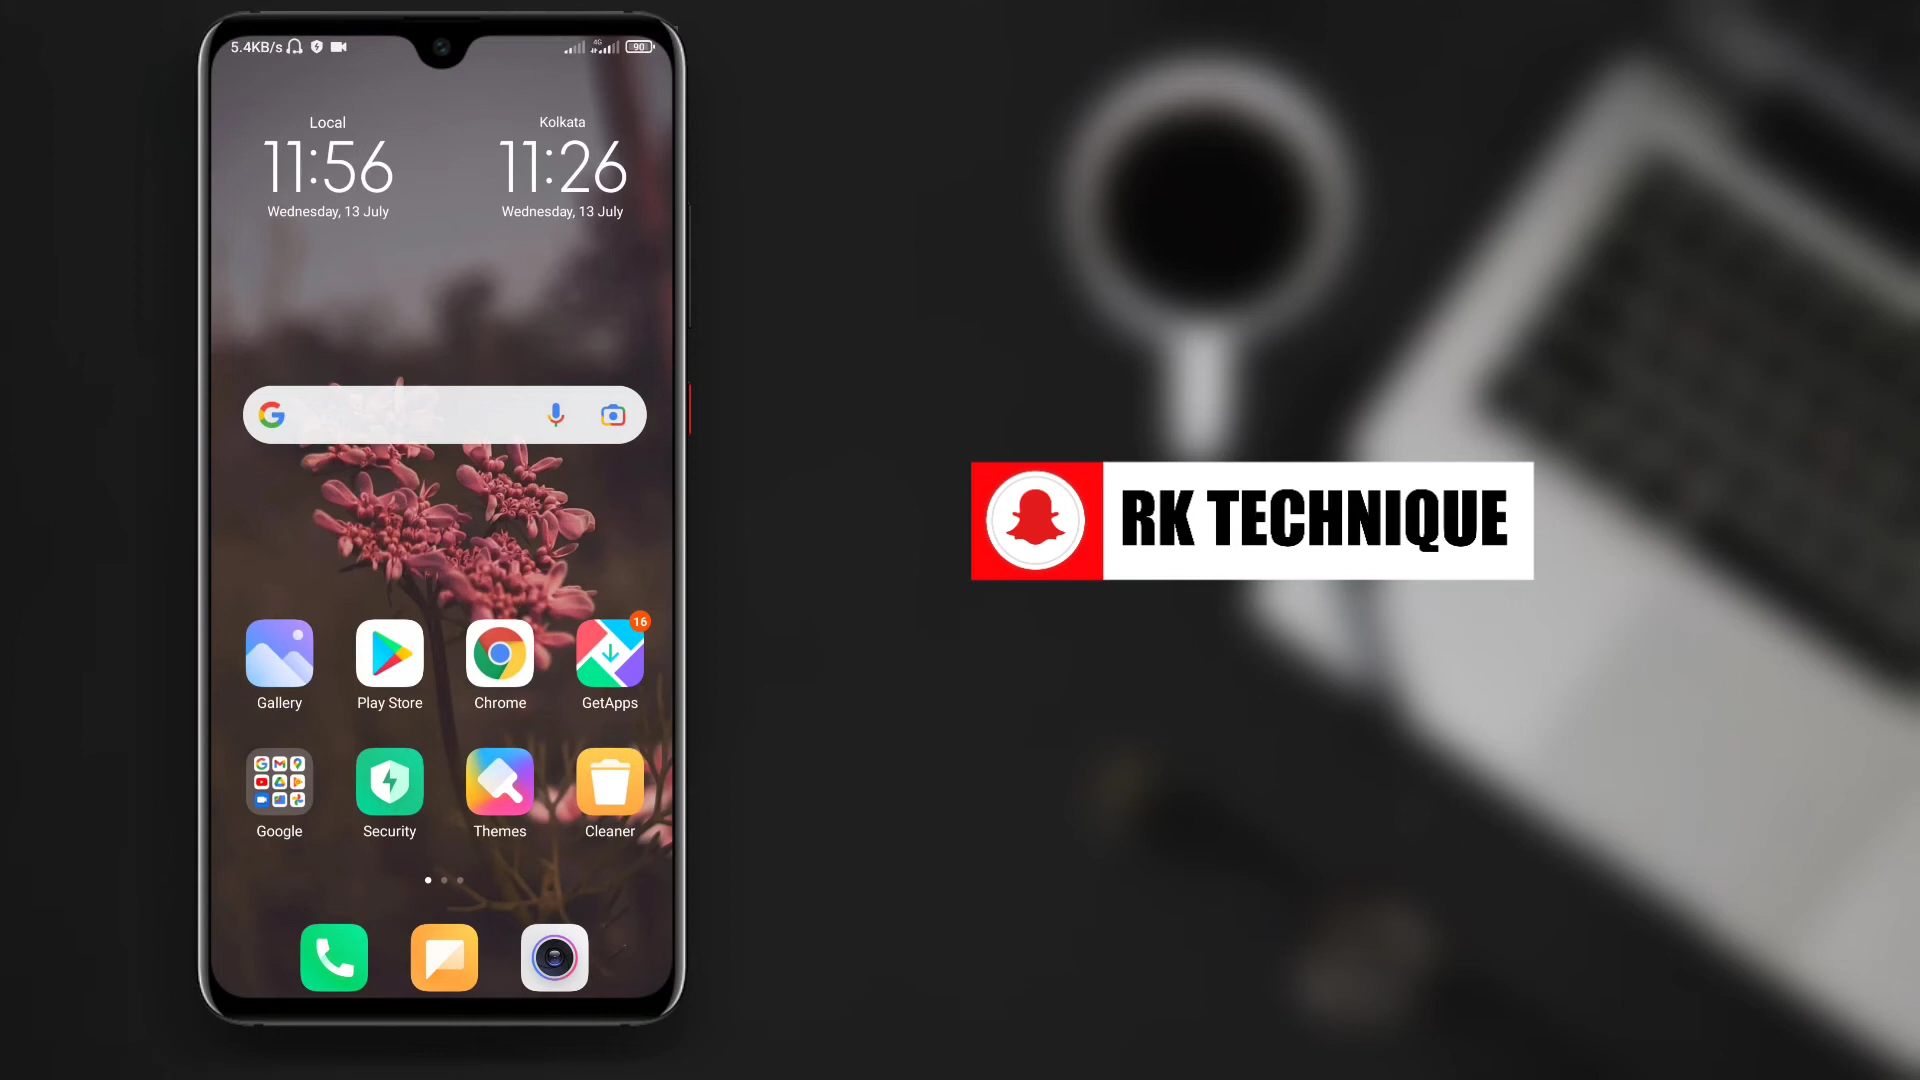 5.4KB/s
4G
90
Local
Kolkata
11:56
11:26
Wednesday, 13 July
Wednesday, 13 July
RK TECHNIQUE
16
Gallery
Play Store
Chrome
GetApps
Google
Security
Themes
Cleaner